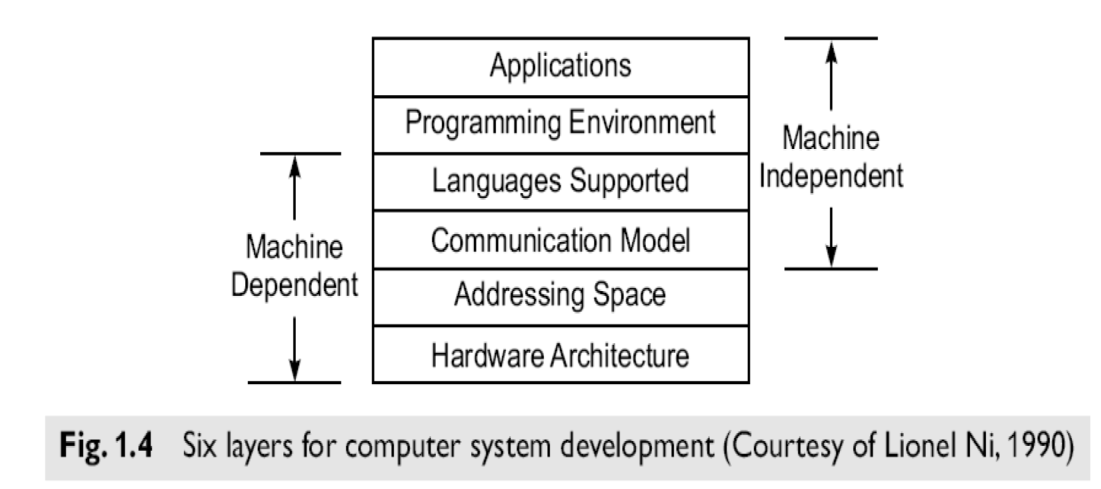 Applications
Programming Environment
Languages Supported
Communication Model
Addressing Space
Hardware Architecture
Machine
Dependent
Machine
Independent
Fig. 1.4 Six layers for computer system development (Courtesy of Lionel Ni, 1990)